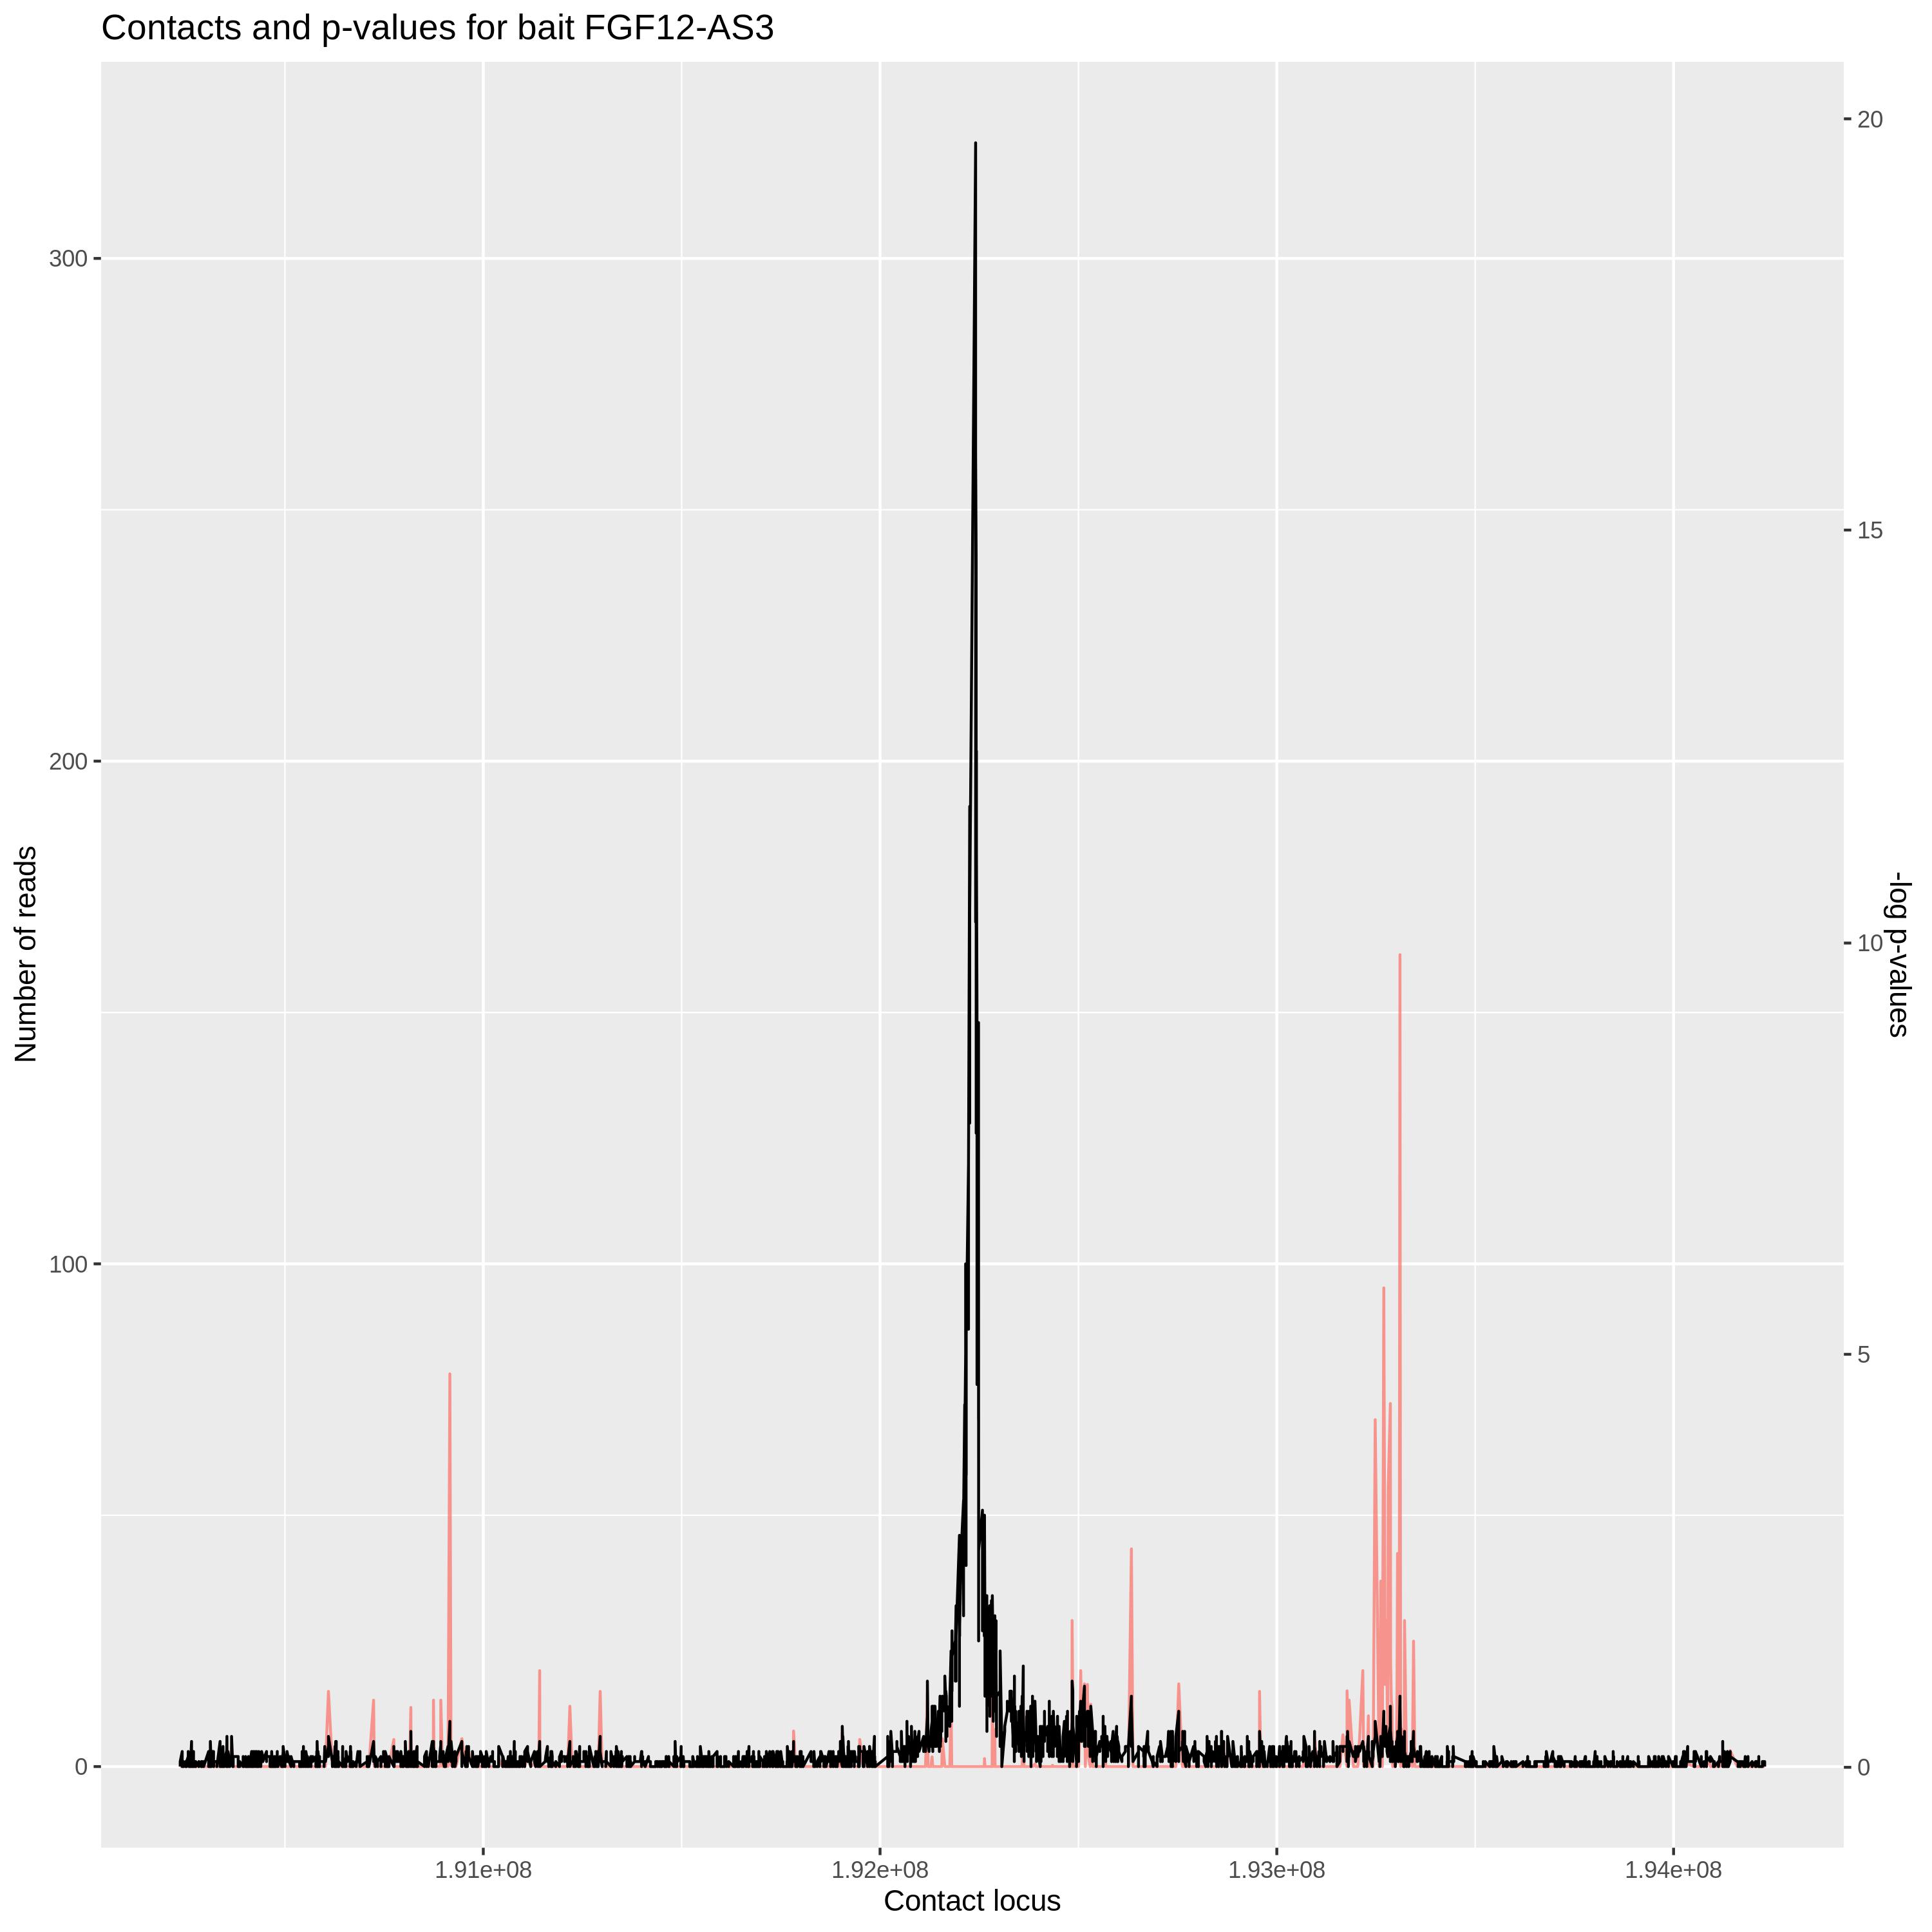 Contacts and p-values for bait FGF12-AS3
Number of reads
300
200
100
0
20
15
10
5
0
-log p-values
1.91e+08
1.92e+08
1.93e+08
1.94e+08
Contact locus